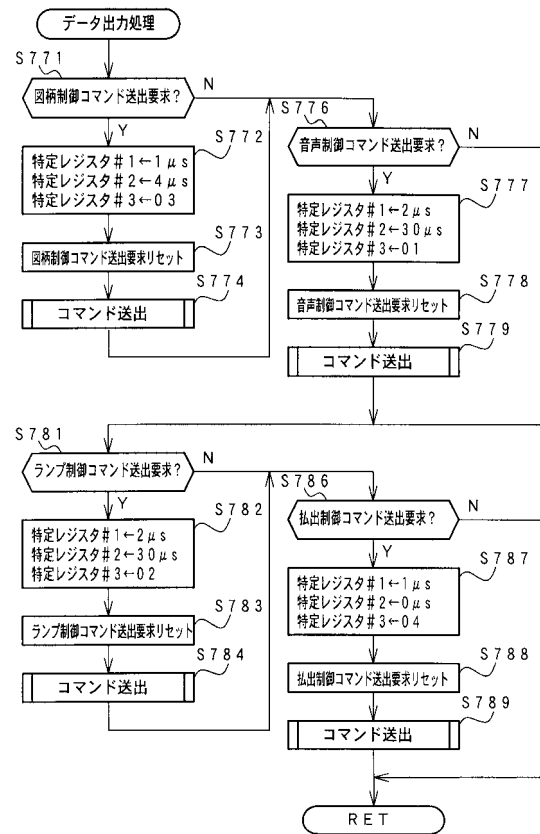 データ出力処理
S771
図柄制御コマンド送出要求？
N
Y
S772
特定レジスタ＃1←1μs
特定レジスタ＃2←4μs
特定レジスタ＃3←03
S773
図柄制御コマンド送出要求リセット
S774
コマンド送出
S776
音声制御コマンド送出要求？
N
Y
S777
特定レジスタ＃1←2μs
特定レジスタ＃2←30μs
特定レジスタ＃3←01
S778
音声制御コマンド送出要求リセット
S779
コマンド送出
S781
ランプ制御コマンド送出要求？
N
Y
S782
特定レジスタ＃1←2μs
特定レジスタ＃2←30μs
特定レジスタ＃3←02
S783
ランプ制御コマンド送出要求リセット
S784
コマンド送出
S786
払出制御コマンド送出要求？
N
Y
S787
特定レジスタ＃1←1μs
特定レジスタ＃2←0μs
特定レジスタ＃3←04
S788
払出制御コマンド送出要求リセット
S789
コマンド送出
RET